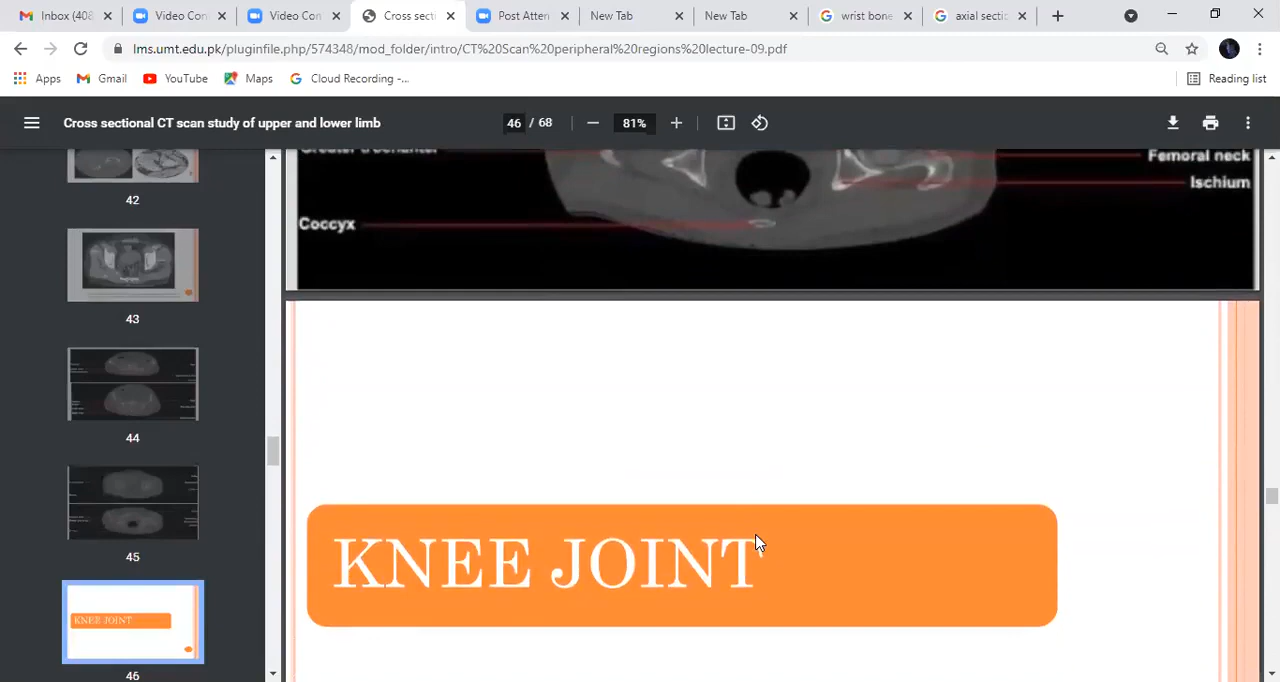 Inbox (408
Video Con
Video Con
Cross secti
Post Atten
New Tab
New Tab
wrist bone
axial secti
lms.umt.edu.pk/pluginfile.php/574348/mod_folder/intro/CT%20Scan%20peripheral%20regions%20lecture-09.pdf
Apps
Gmail
YouTube
Maps
Cloud Recording -...
Reading list
Cross sectional CT scan study of upper and lower limb
46 / 68
81%
42
43
44
45
KNEE JOINT
46
Greater trochanter
Femoral neck
Ischium
Coccyx
KNEE JOINT